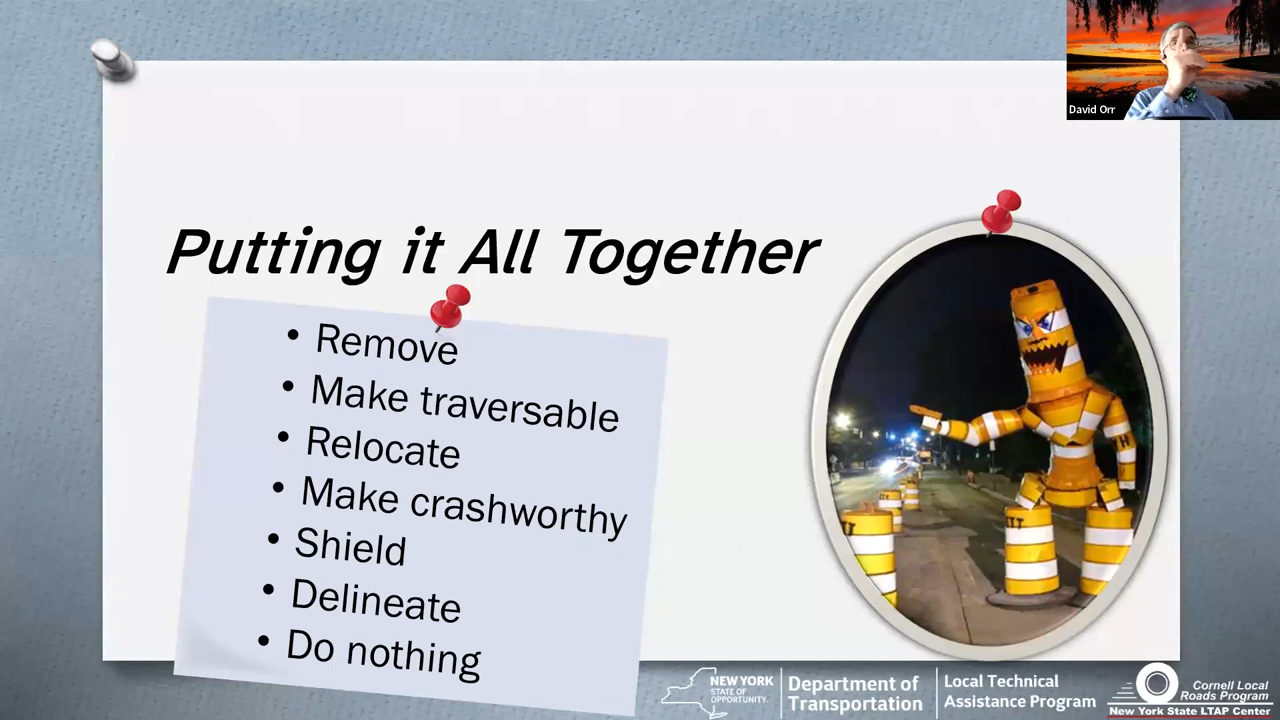 David Orr
Putting it All Together
• Remove
• Make traversable
• Relocate
• Make crashworthy
• Shield
• Delineate
• Do nothing
NEW YORK
STATE OF
OPPORTUNITY.
Department of
Transportation
Local Technical
Assistance Program
Cornell Local
Roads Program
New York State LTAP Center